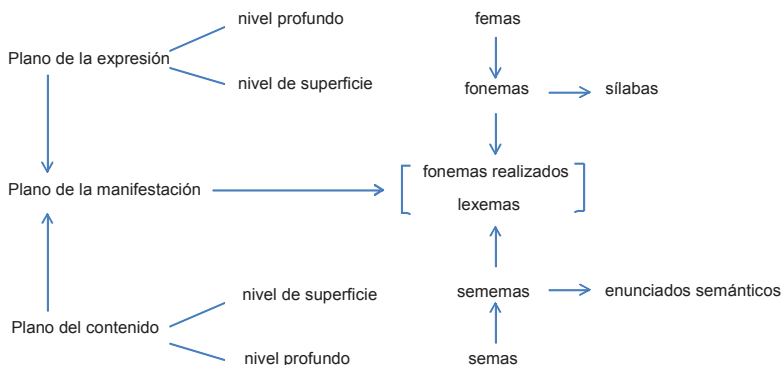 nivel profundo femas
Plano de la expresión
nivel de superficie fonemas sílabas
fonemas realizados
Plano de la manifestación
lexemas
nivel de superficie sememas enunciados semánticos
Plano del contenido
nivel profundo semas